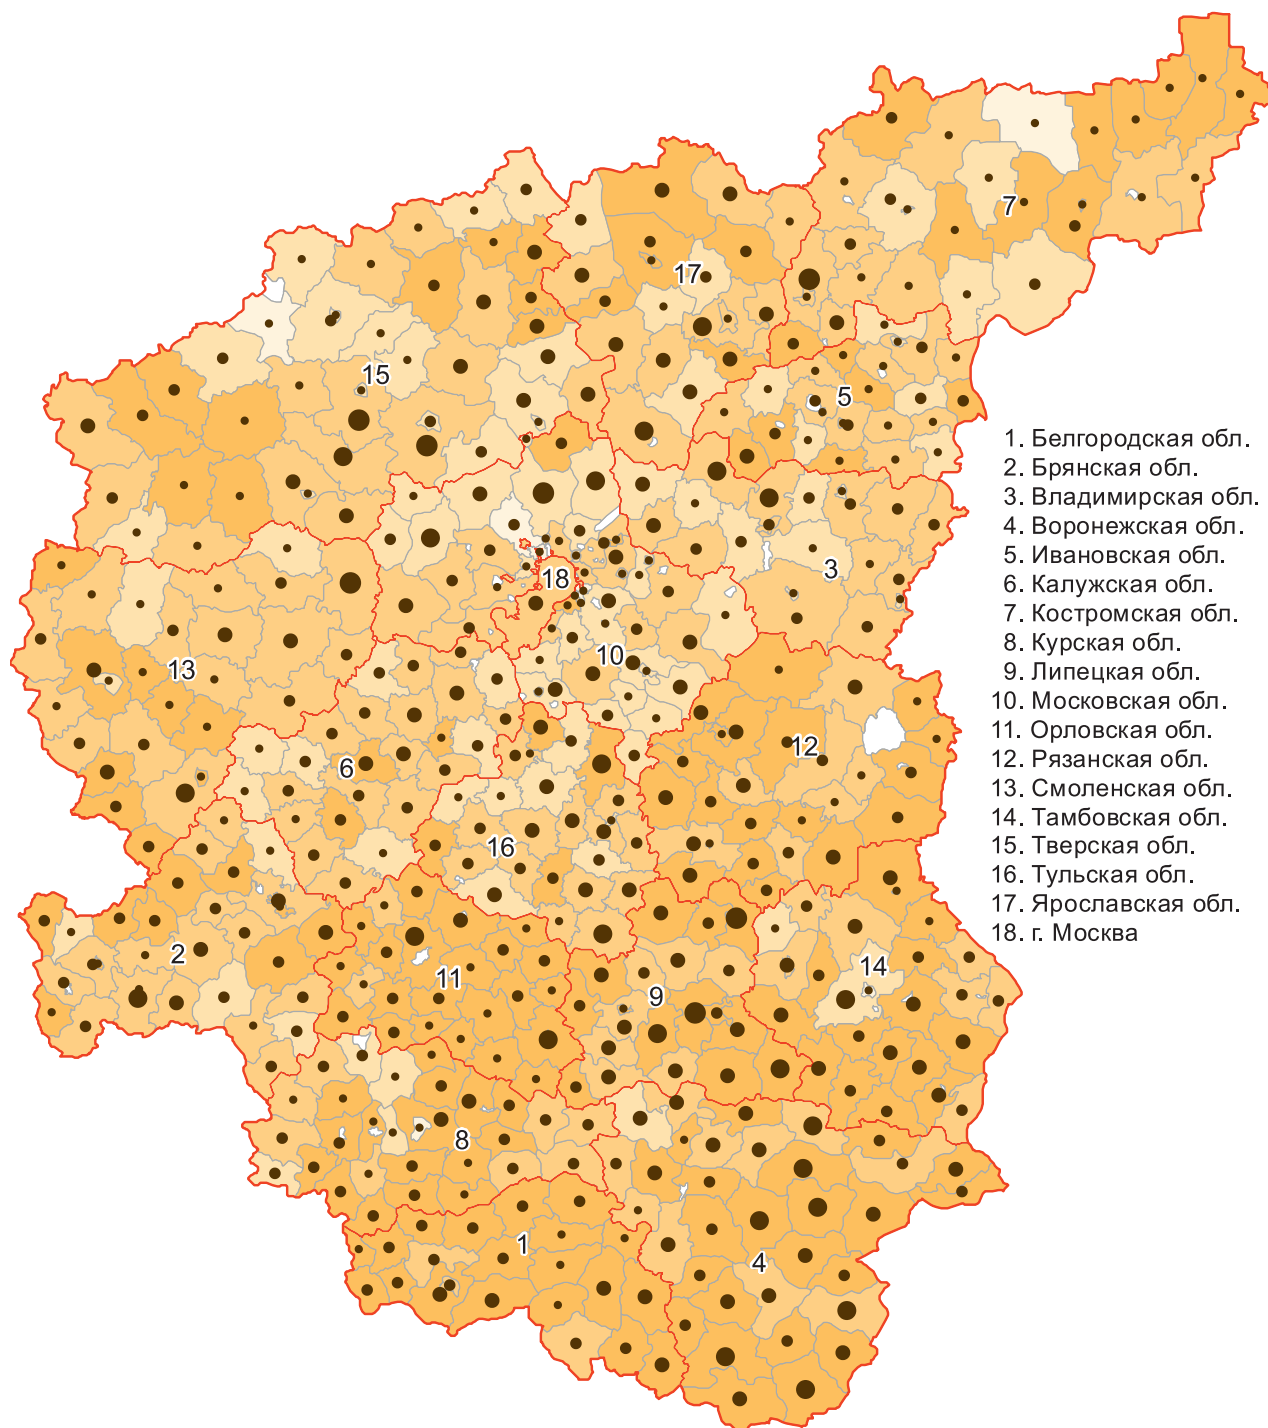 7
17
15
5
3
18
10
13
12
6
16
2
14
11
9
8
1
4
1. Белгородская обл.
2. Брянская обл.
3. Владимирская обл.
4. Воронежская обл.
5. Ивановская обл.
6. Калужская обл.
7. Костромская обл.
8. Курская обл.
9. Липецкая обл.
10. Московская обл.
11. Орловская обл.
12. Рязанская обл.
13. Смоленская обл.
14. Тамбовская обл.
15. Тверская обл.
16. Тульская обл.
17. Ярославская обл.
18. г. Москва